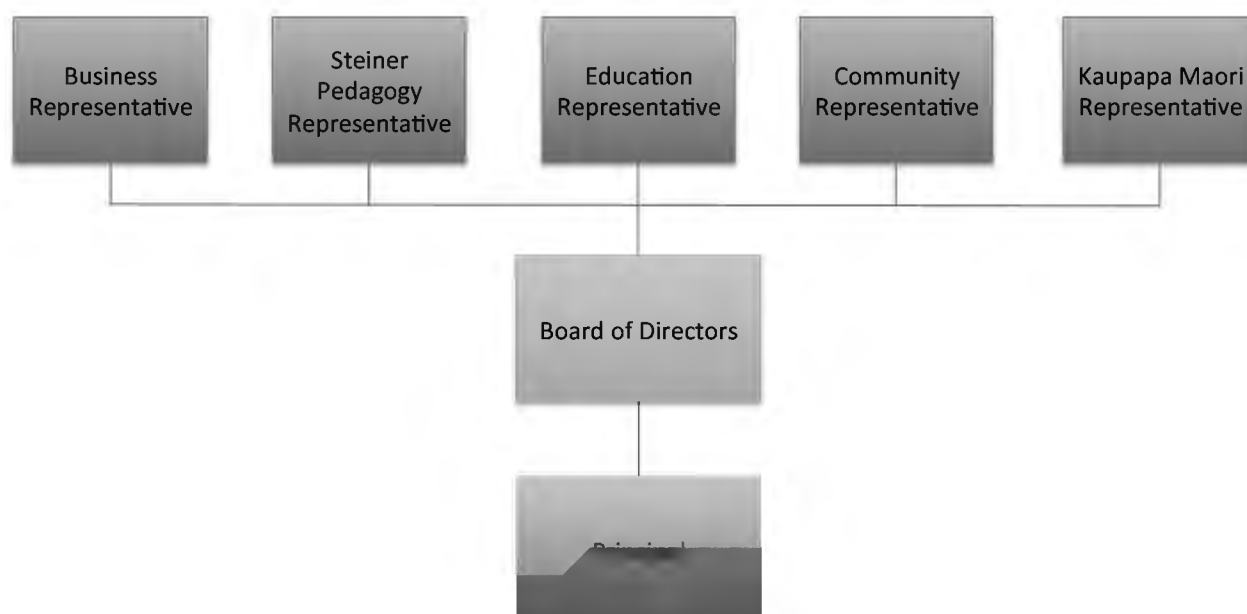 Business
Representative
Steiner
Pedagogy
Representative
Education
Representative
Community
Representative
Kaupapa Maori
Representative
Board of Directors